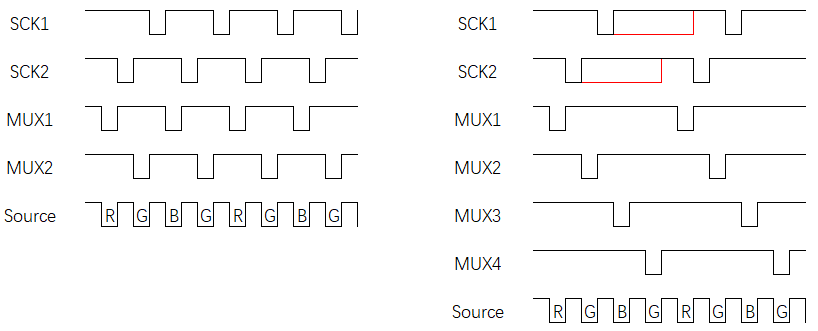 SCK1
SCK2
MUX1
MUX2
Source R G B G R G B G
SCK1
SCK2
MUX1
MUX2
MUX3
MUX4
Source R G B G R G B G